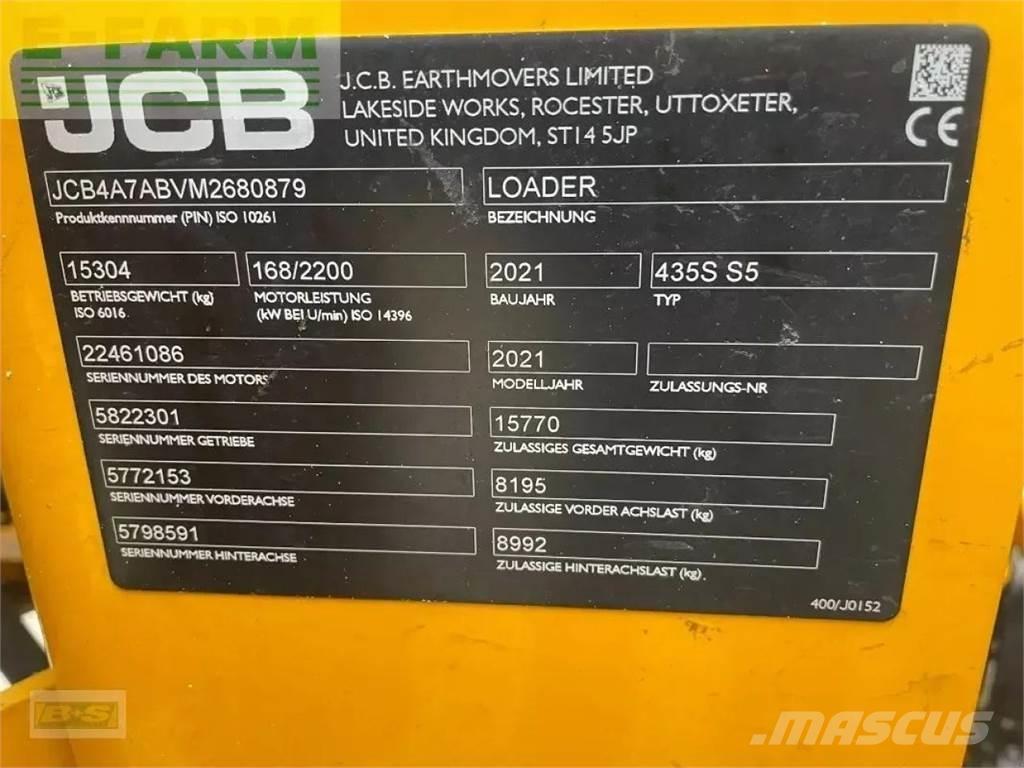 E-FARM
JCB
J.C.B. EARTHMOVERS LIMITED
LAKESIDE WORKS, ROCESTER, UTTOXETER,
UNITED KINGDOM, ST14 5JP
CE
JCB4A7ABVM2680879
Produktkennnummer (PIN) ISO 10261
LOADER
BEZEICHNUNG
15304
BETRIEBSGEWICHT (kg)
ISO 6016
168/2200
MOTORLEISTUNG
(kW BEI U/min) ISO 14396
2021
BAUJAHR
435S S5
TYP
22461086
SERIENNUMMER DES MOTORS
2021
MODELLJAHR
ZULASSUNGS-NR
5822301
SERIENNUMMER GETRIEBE
15770
ZULASSIGES GESAMTGEWICHT (kg)
5772153
SERIENNUMMER VORDERACHSE
8195
ZULASSIGE VORDER ACHSLAST (kg)
5798591
SERIENNUMMER HINTERACHSE
8992
ZULASSIGE HINTERACHSLAST (kg)
400/J0152
B+S
MASCUS